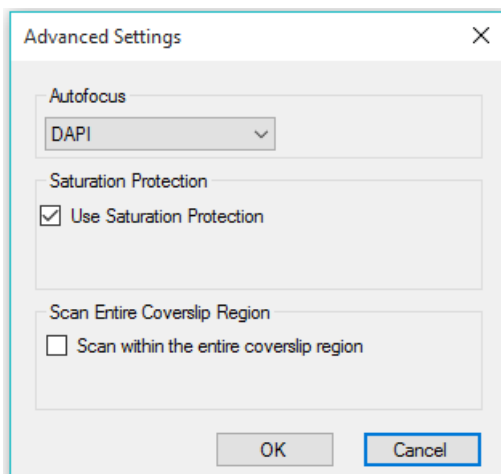 Advanced Settings
Autofocus
DAPI
Saturation Protection
Use Saturation Protection
Scan Entire Coverslip Region
Scan within the entire coverslip region
OK Cancel